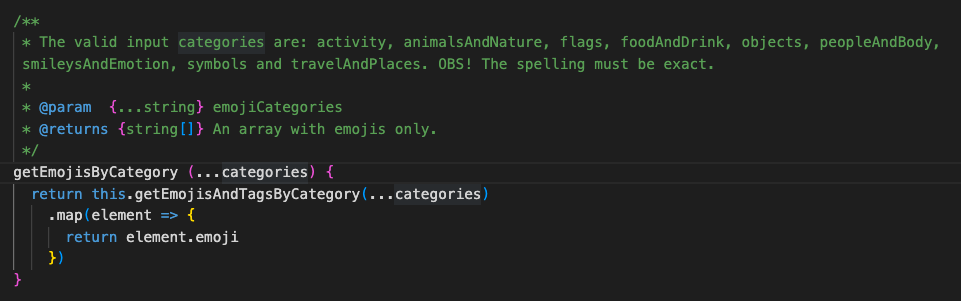 /**
 * The valid input categories are: activity, animalsAndNature, flags, foodAndDrink, objects, peopleAndBody,
 smileysAndEmotion, symbols and travelAndPlaces. OBS! The spelling must be exact.
 *
 * @param  {...string} emojiCategories
 * @returns {string[]} An array with emojis only.
 */
getEmojisByCategory (...categories) {
  return this.getEmojisAndTagsByCategory(...categories)
    .map(element => {
      return element.emoji
    })
}